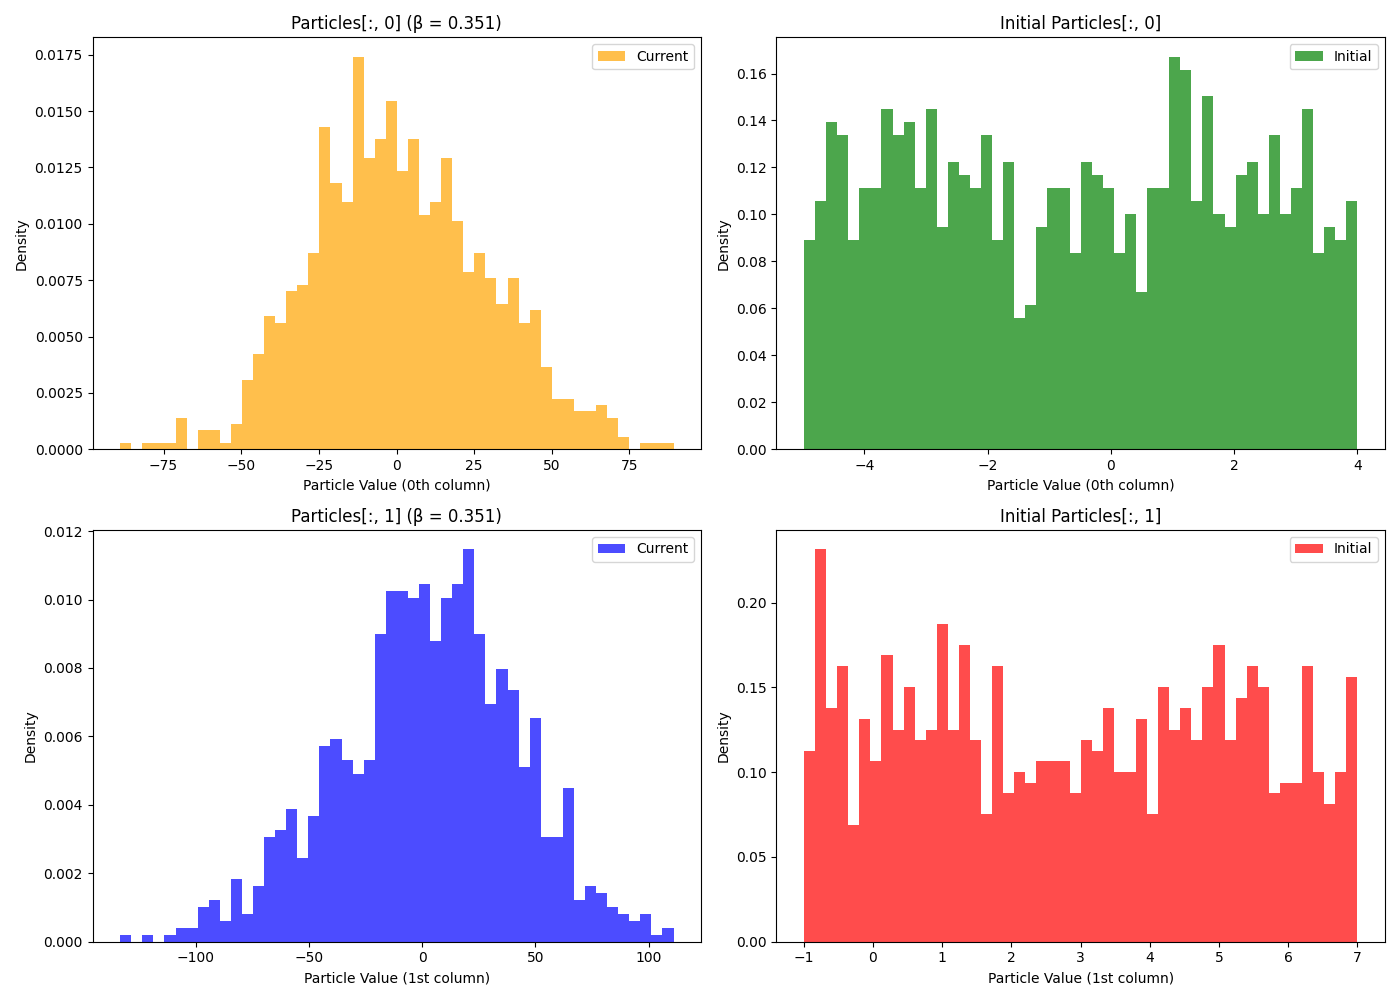 Particles[:, 0] (β = 0.351)
Current
0.0175
0.0150
0.0125
0.0100
0.0075
0.0050
0.0025
0.0000
Density
−75 −50 −25 0 25 50 75
Particle Value (0th column)
Initial Particles[:, 0]
Initial
0.16
0.14
0.12
0.10
0.08
0.06
0.04
0.02
0.00
Density
−4 −2 0 2 4
Particle Value (0th column)
Particles[:, 1] (β = 0.351)
Current
0.012
0.010
0.008
0.006
0.004
0.002
0.000
Density
−100 −50 0 50 100
Particle Value (1st column)
Initial Particles[:, 1]
Initial
0.20
0.15
0.10
0.05
0.00
Density
−1 0 1 2 3 4 5 6 7
Particle Value (1st column)